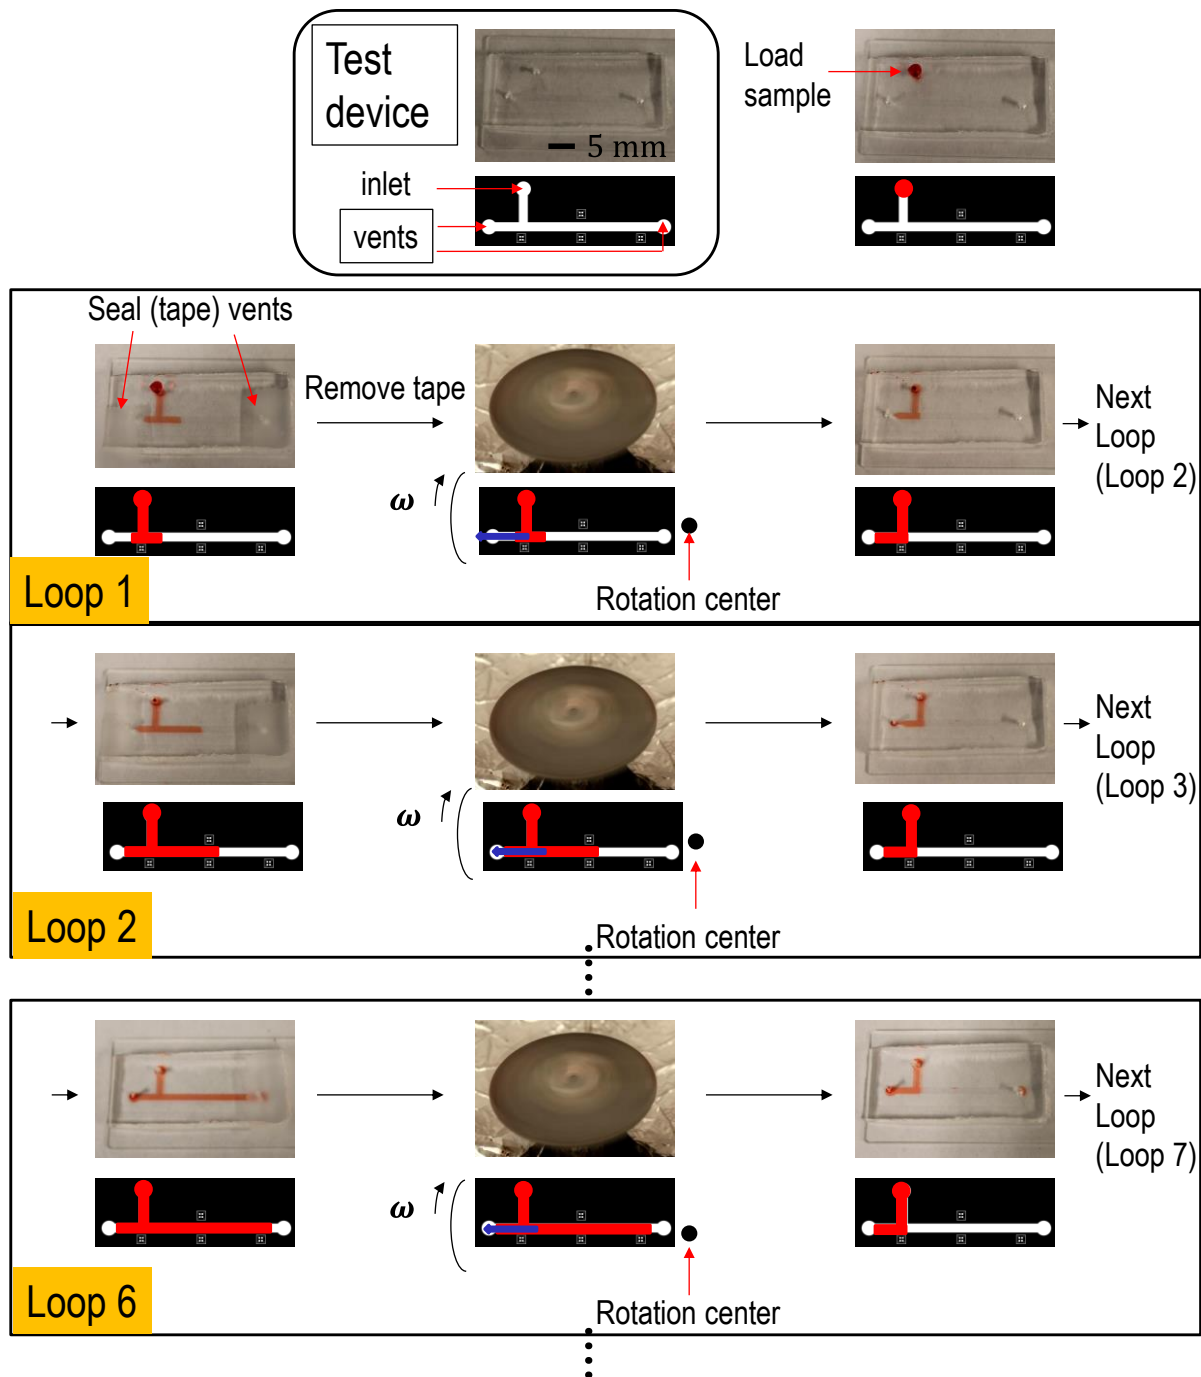 Test
device
5 mm
inlet
vents
Load
sample
Seal (tape) vents
Remove tape
ω
Rotation center
Next
Loop
(Loop 2)
Loop 1
ω
Rotation center
Next
Loop
(Loop 3)
Loop 2
ω
Rotation center
Next
Loop
(Loop 7)
Loop 6